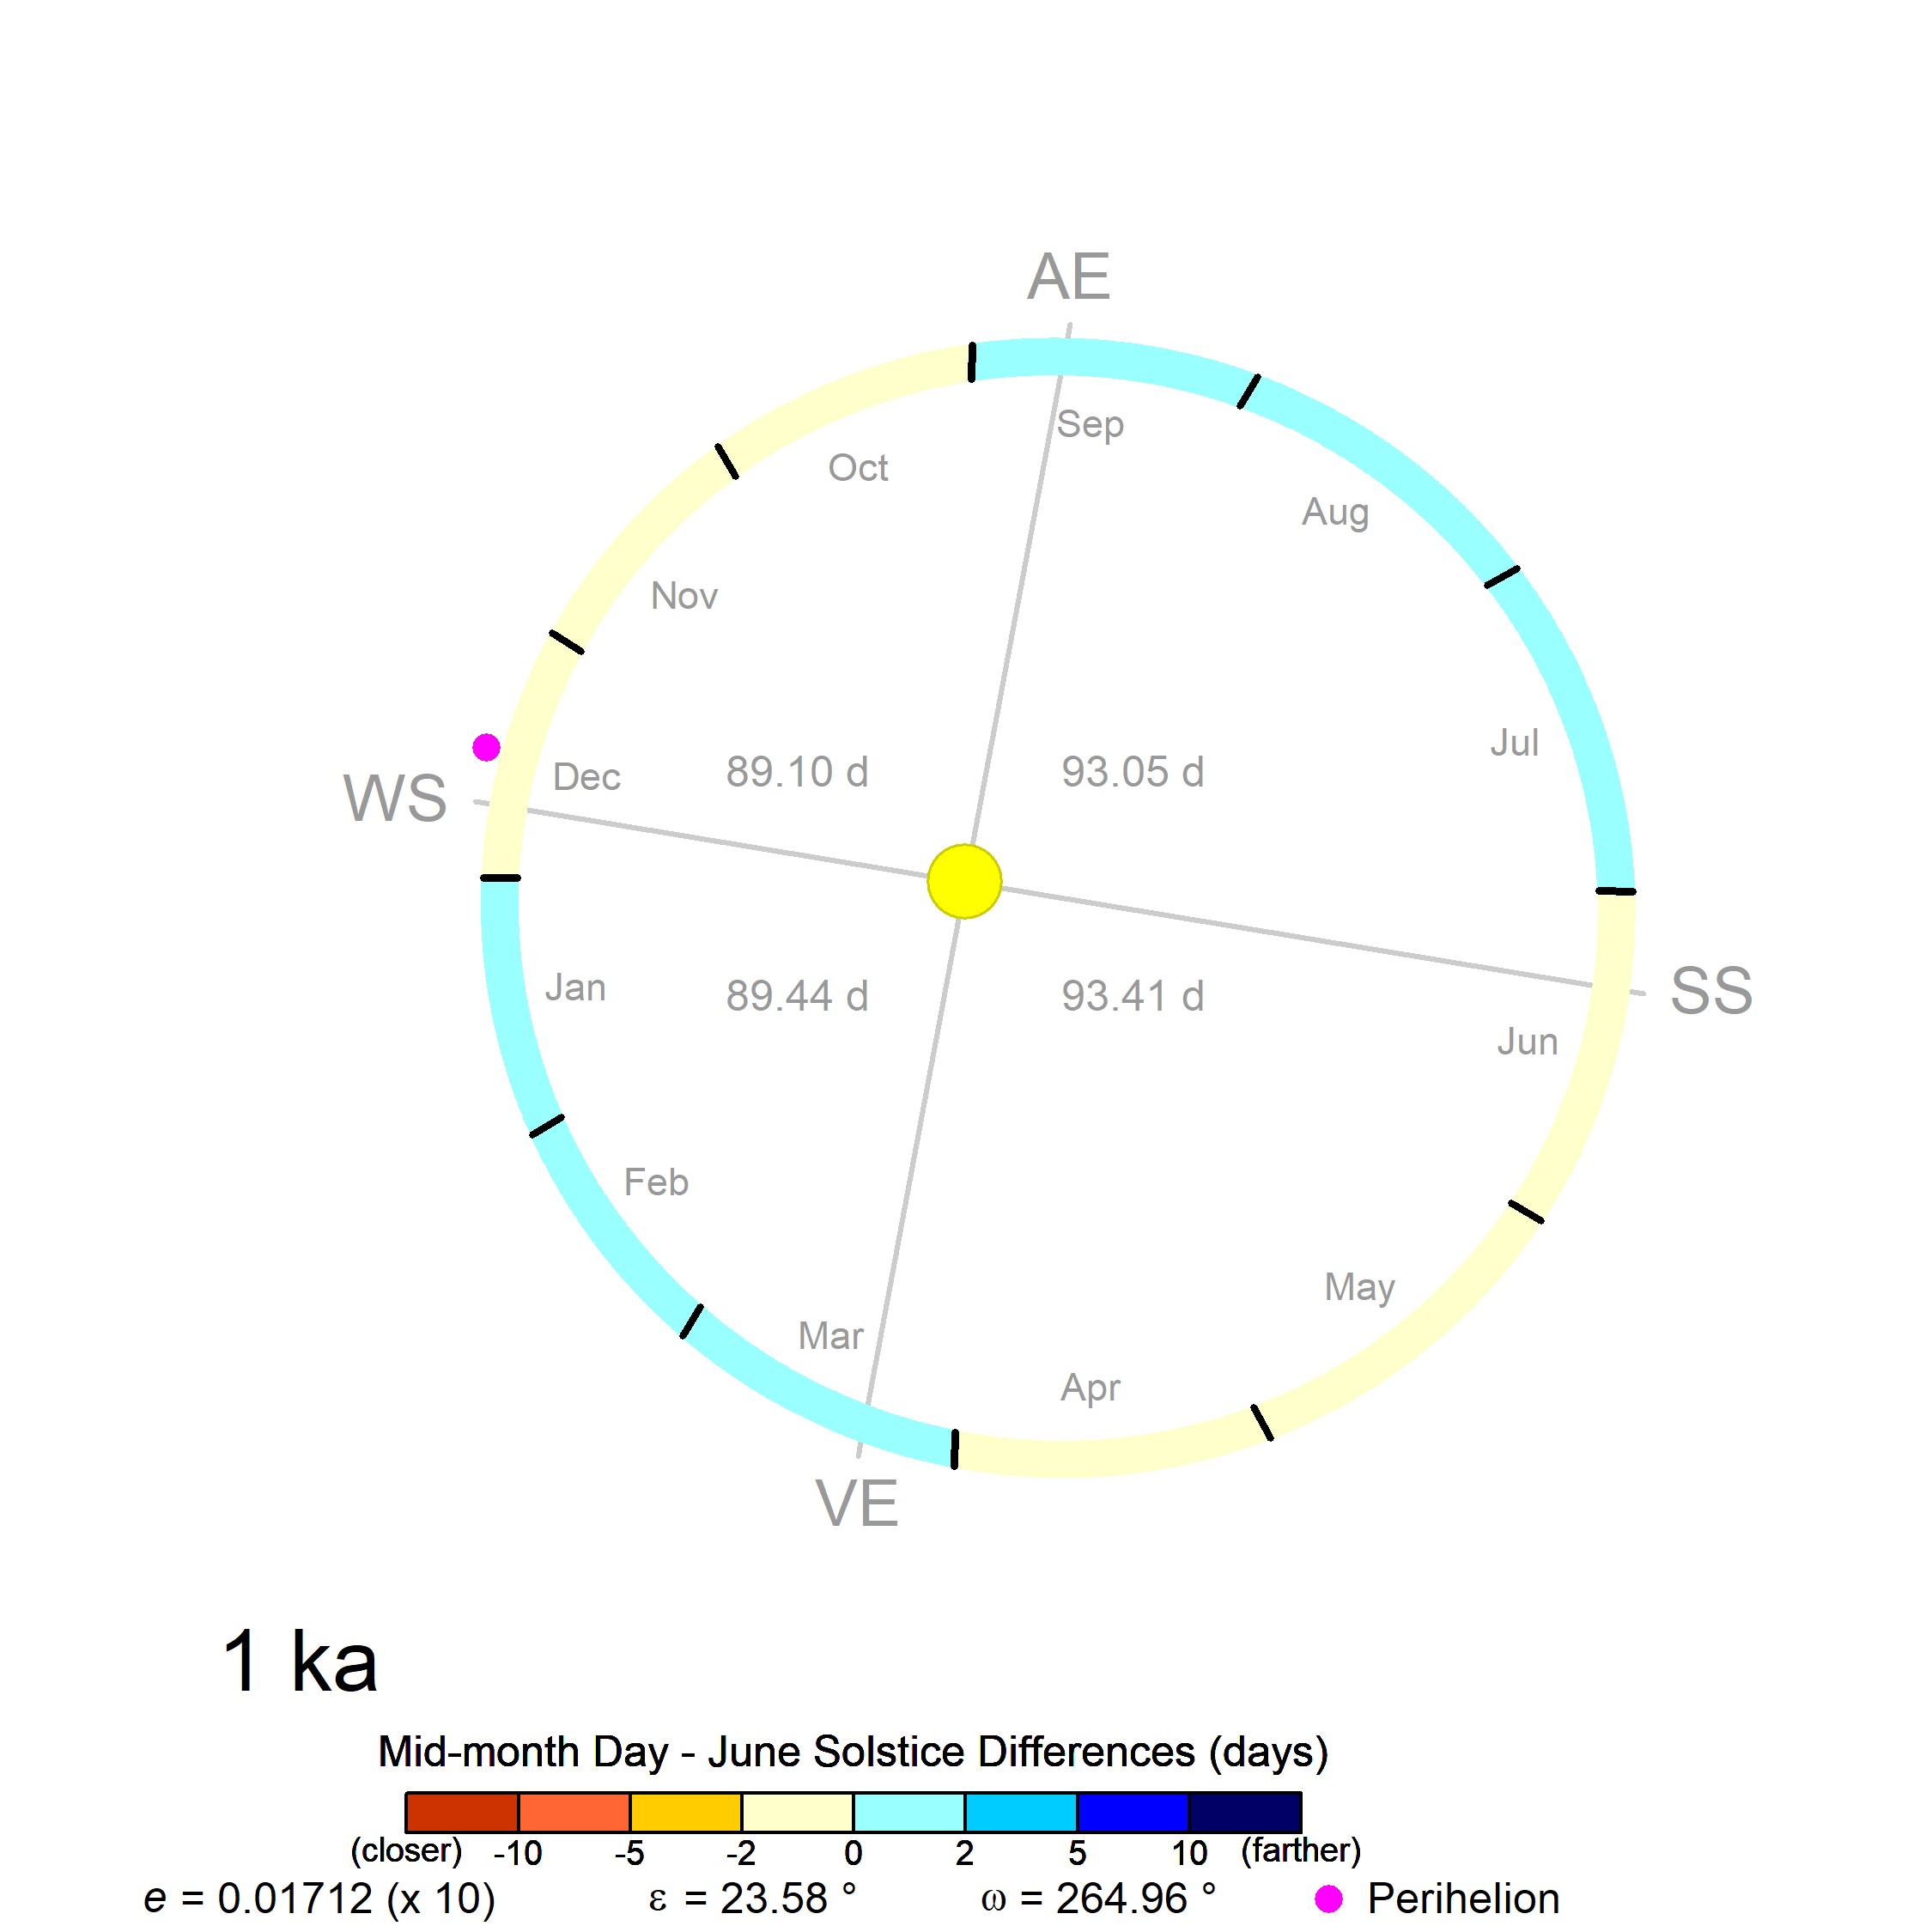 AE
Sep
Oct
Aug
Nov
Jul
89.10 d
93.05 d
Dec
WS
SS
Jan
89.44 d
93.41 d
Jun
Feb
May
Mar
Apr
VE
1 ka
Mid-month Day - June Solstice Differences (days)
(closer) -10 -5 -2 0 2 5 10 (farther)
e = 0.01712 (x 10) ε = 23.58 ° ω = 264.96 ° Perihelion